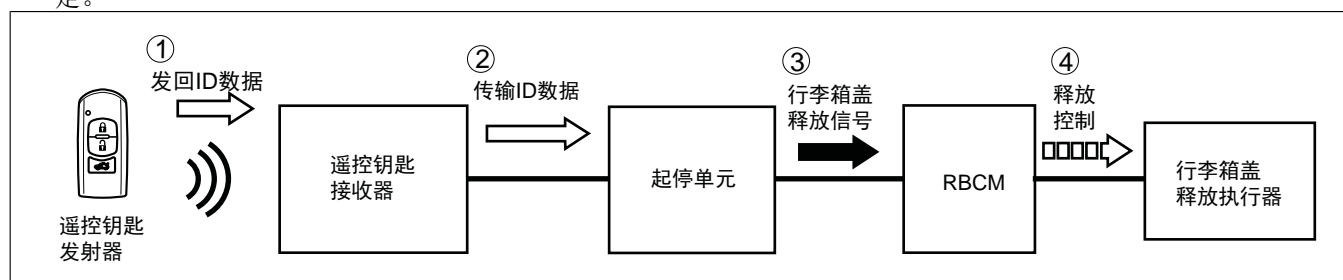 定。
①
发回ID数据
②
传输ID数据
③
行李箱盖
释放信号
④
释放
控制
遥控钥匙
发射器
遥控钥匙
接收器
起停单元
RBCM
行李箱盖
释放执行器